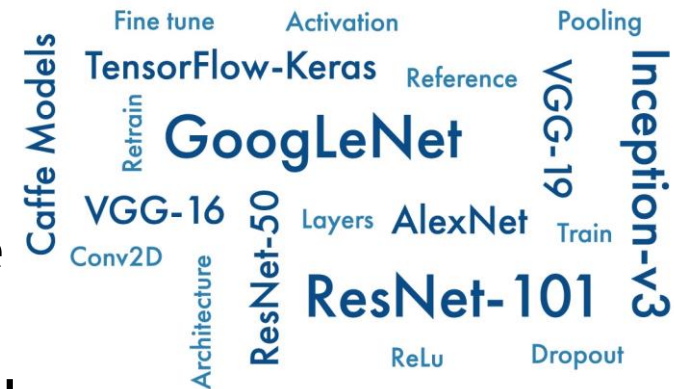 Fine tune
Activation
Pooling
Caffe Models
TensorFlow-Keras
Reference
VGG-19
Inception-v3
Retrain
GoogLeNet
VGG-16
ResNet-50
Layers
AlexNet
Train
Conv2D
Architecture
ResNet-101
ReLu
Dropout